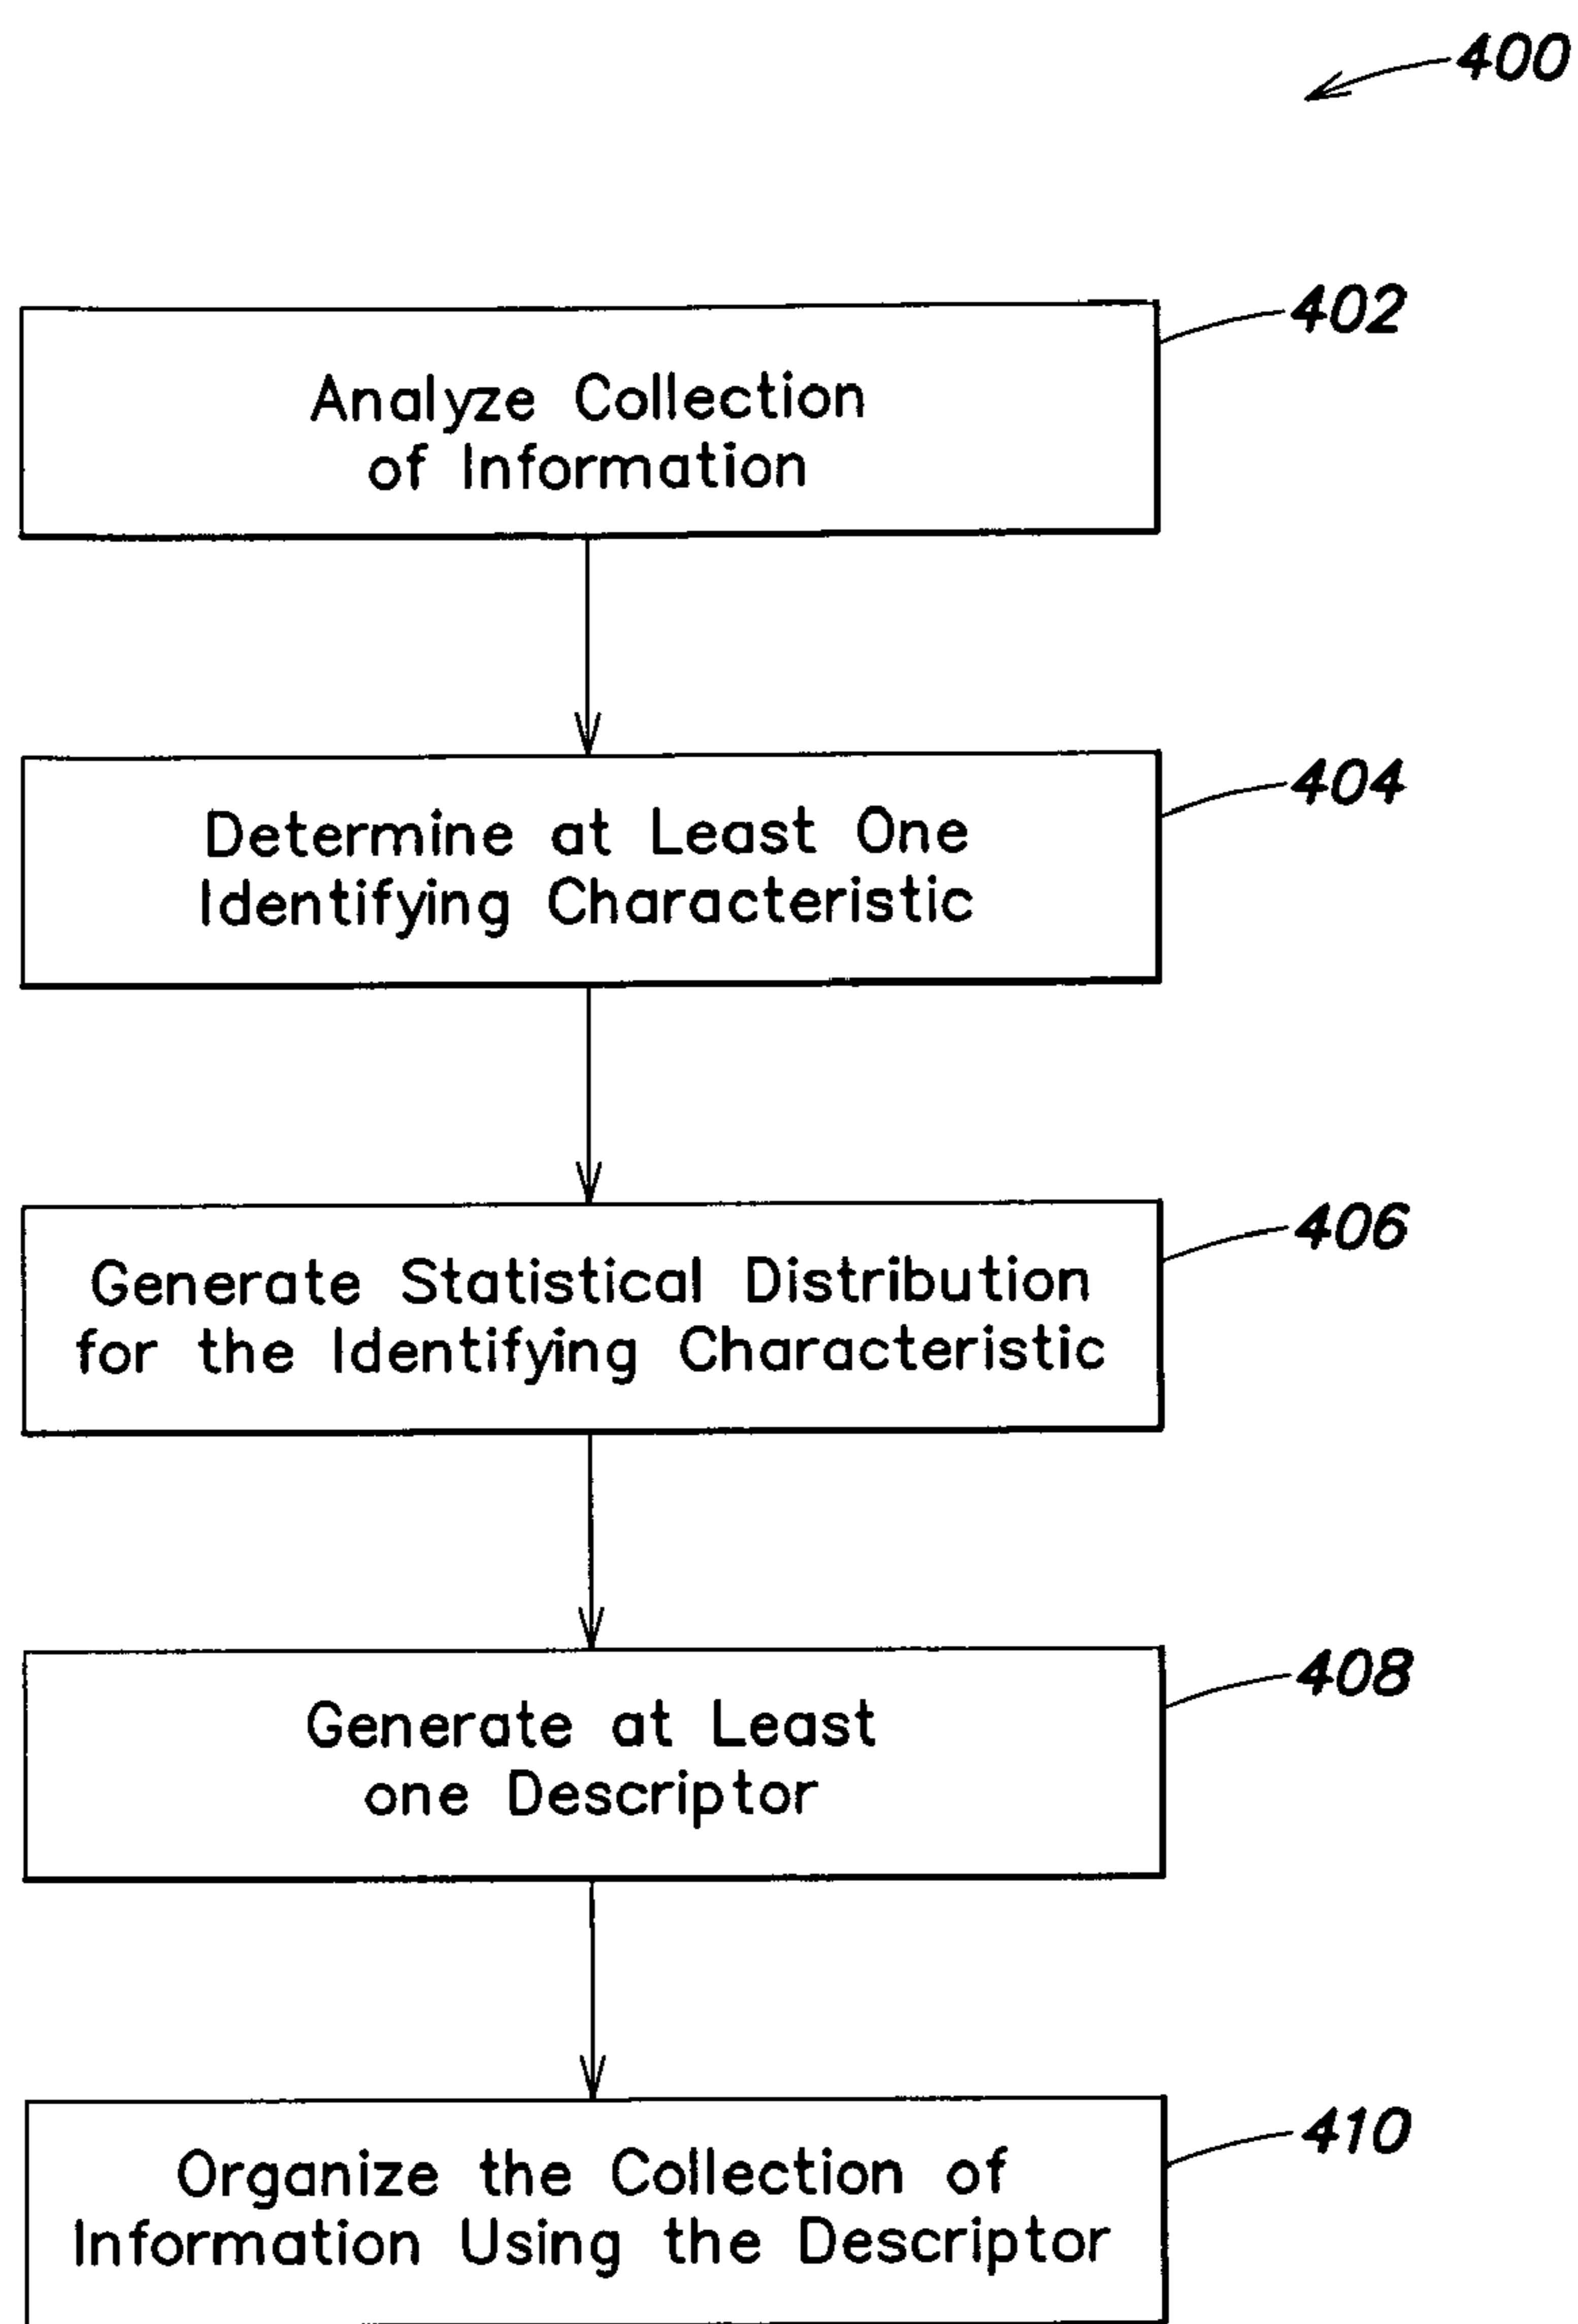 400
402
Analyze Collection
of Information
404
Determine at Least One
Identifying Characteristic
406
Generate Statistical Distribution
for the Identifying Characteristic
408
Generate at Least
one Descriptor
410
Organize the Collection of
Information Using the Descriptor